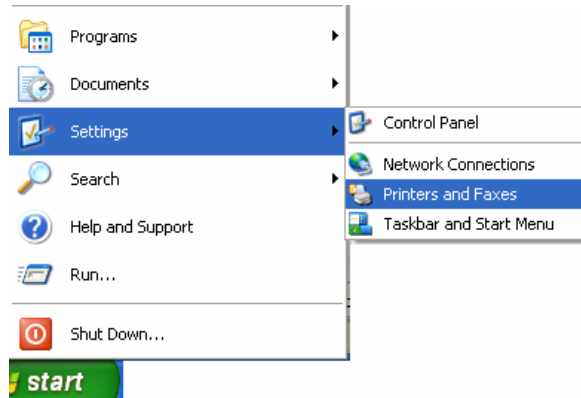 Programs
Documents
Settings
Search
Help and Support
Run...
Shut Down...
start
Control Panel
Network Connections
Printers and Faxes
Taskbar and Start Menu